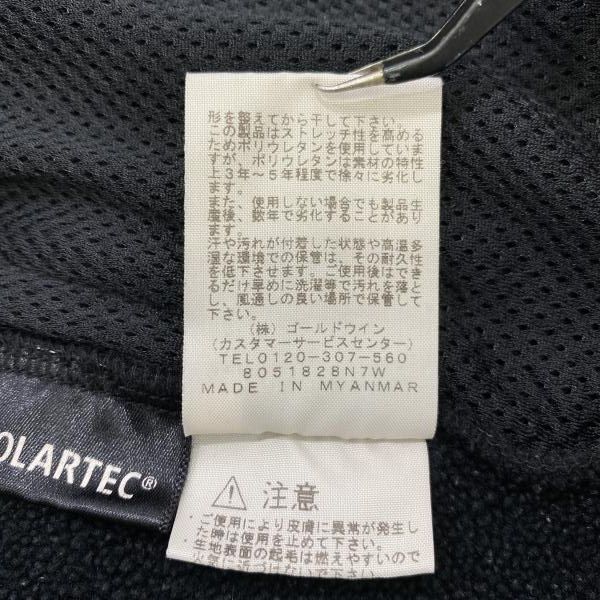 形を整えてから干して下さい。
この製品はストレッチ性を高める
ためポリウレタンを使用していま
すが、ポリウレタンは素材の特性
上3年～5年程度で徐々に劣化し
ます。
また、使用しない場合でも製品生
産後、数年で劣化することがあり
ます。
汗や汚れが付着した状態や高温多
湿な環境での保管は、その耐久性
を低下させます。ご使用後はでき
るだけ早めに洗濯等で汚れを落と
し、風通しの良い場所で保管して
下さい。
(株) ゴールドウイン
(カスタマーサービスセンター)
TEL0120-307-560
8051828N7W
MADE IN MYANMAR
OLARTEC®
注意
ご使用により皮膚に異常が発生し
た時は使用を止めて下さい。
生地表面の起毛は燃えやすいので
火気に近づけないで下さい